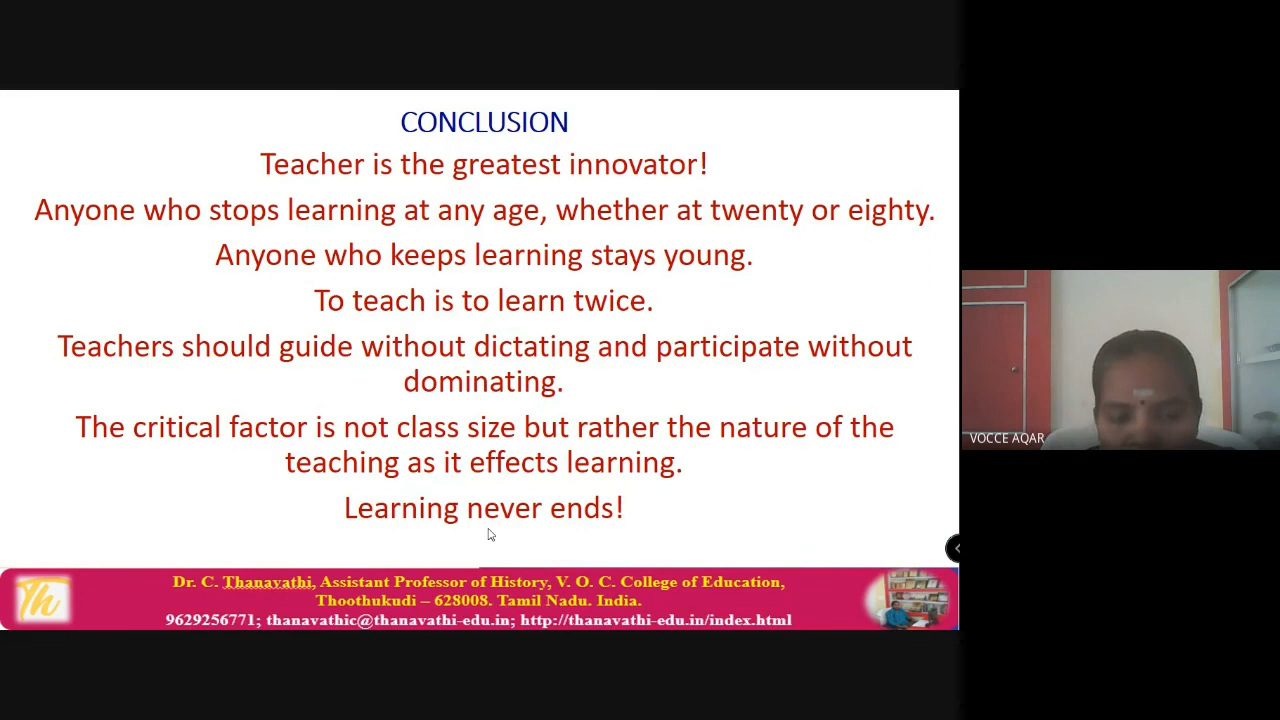 CONCLUSION
Teacher is the greatest innovator!
Anyone who stops learning at any age, whether at twenty or eighty.
Anyone who keeps learning stays young.
To teach is to learn twice.
Teachers should guide without dictating and participate without
dominating.
The critical factor is not class size but rather the nature of the
teaching as it effects learning.
Learning never ends!
Th
Dr. C. Thanavathi, Assistant Professor of History, V. O. C. College of Education,
Thoothukudi – 628008. Tamil Nadu. India.
9629256771; thanavathic@thanavathi-edu.in; http://thanavathi-edu.in/index.html
VOCCE AQAR